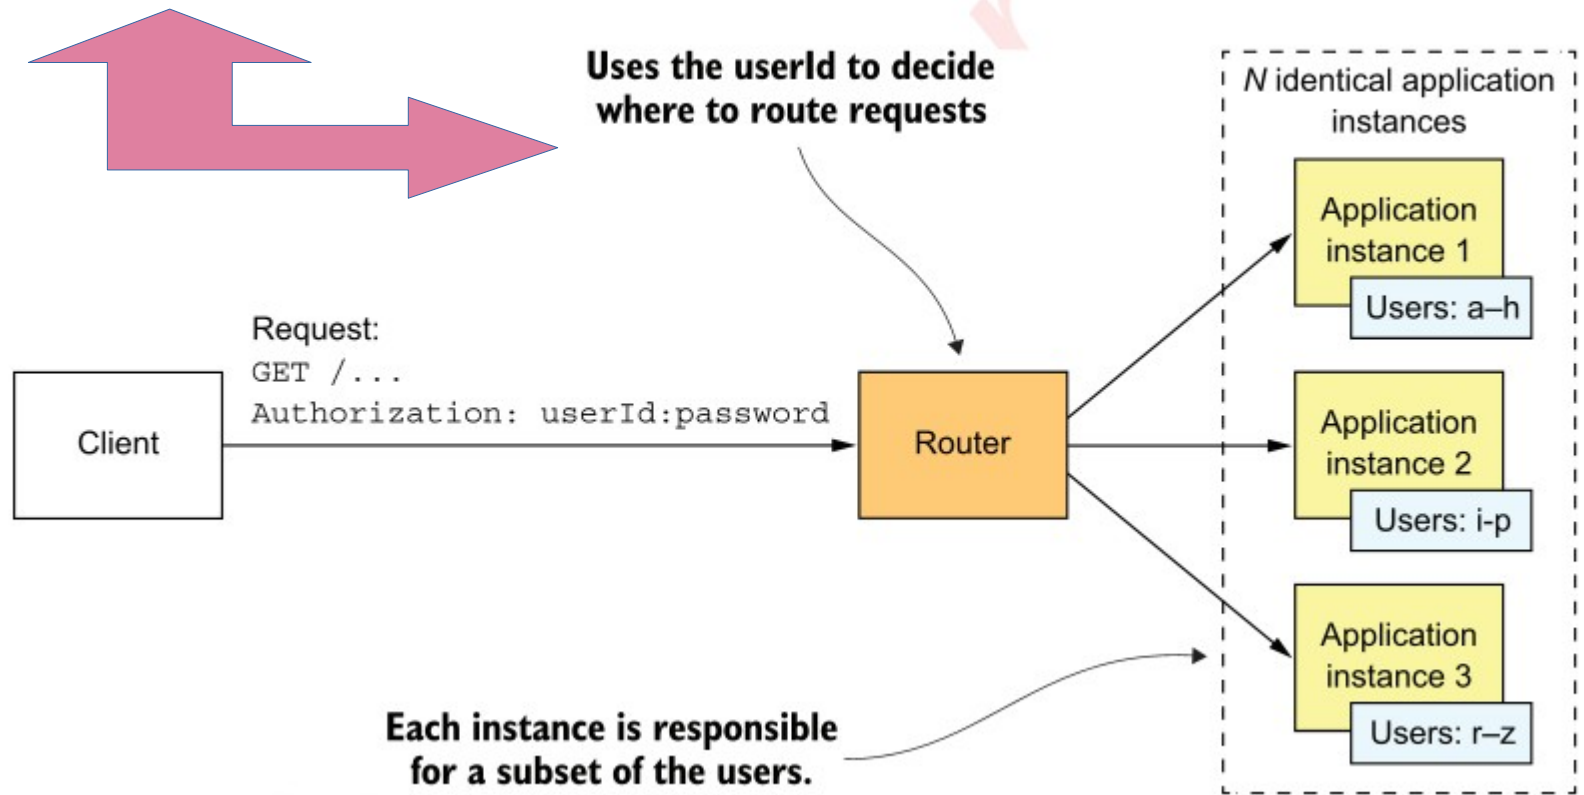 Uses the userId to decide
where to route requests
N identical application
instances
Application
instance 1
Users: a–h
Request:
GET /...
Authorization: userId:password
Client
Router
Application
instance 2
Users: i-p
Application
instance 3
Users: r–z
Each instance is responsible
for a subset of the users.